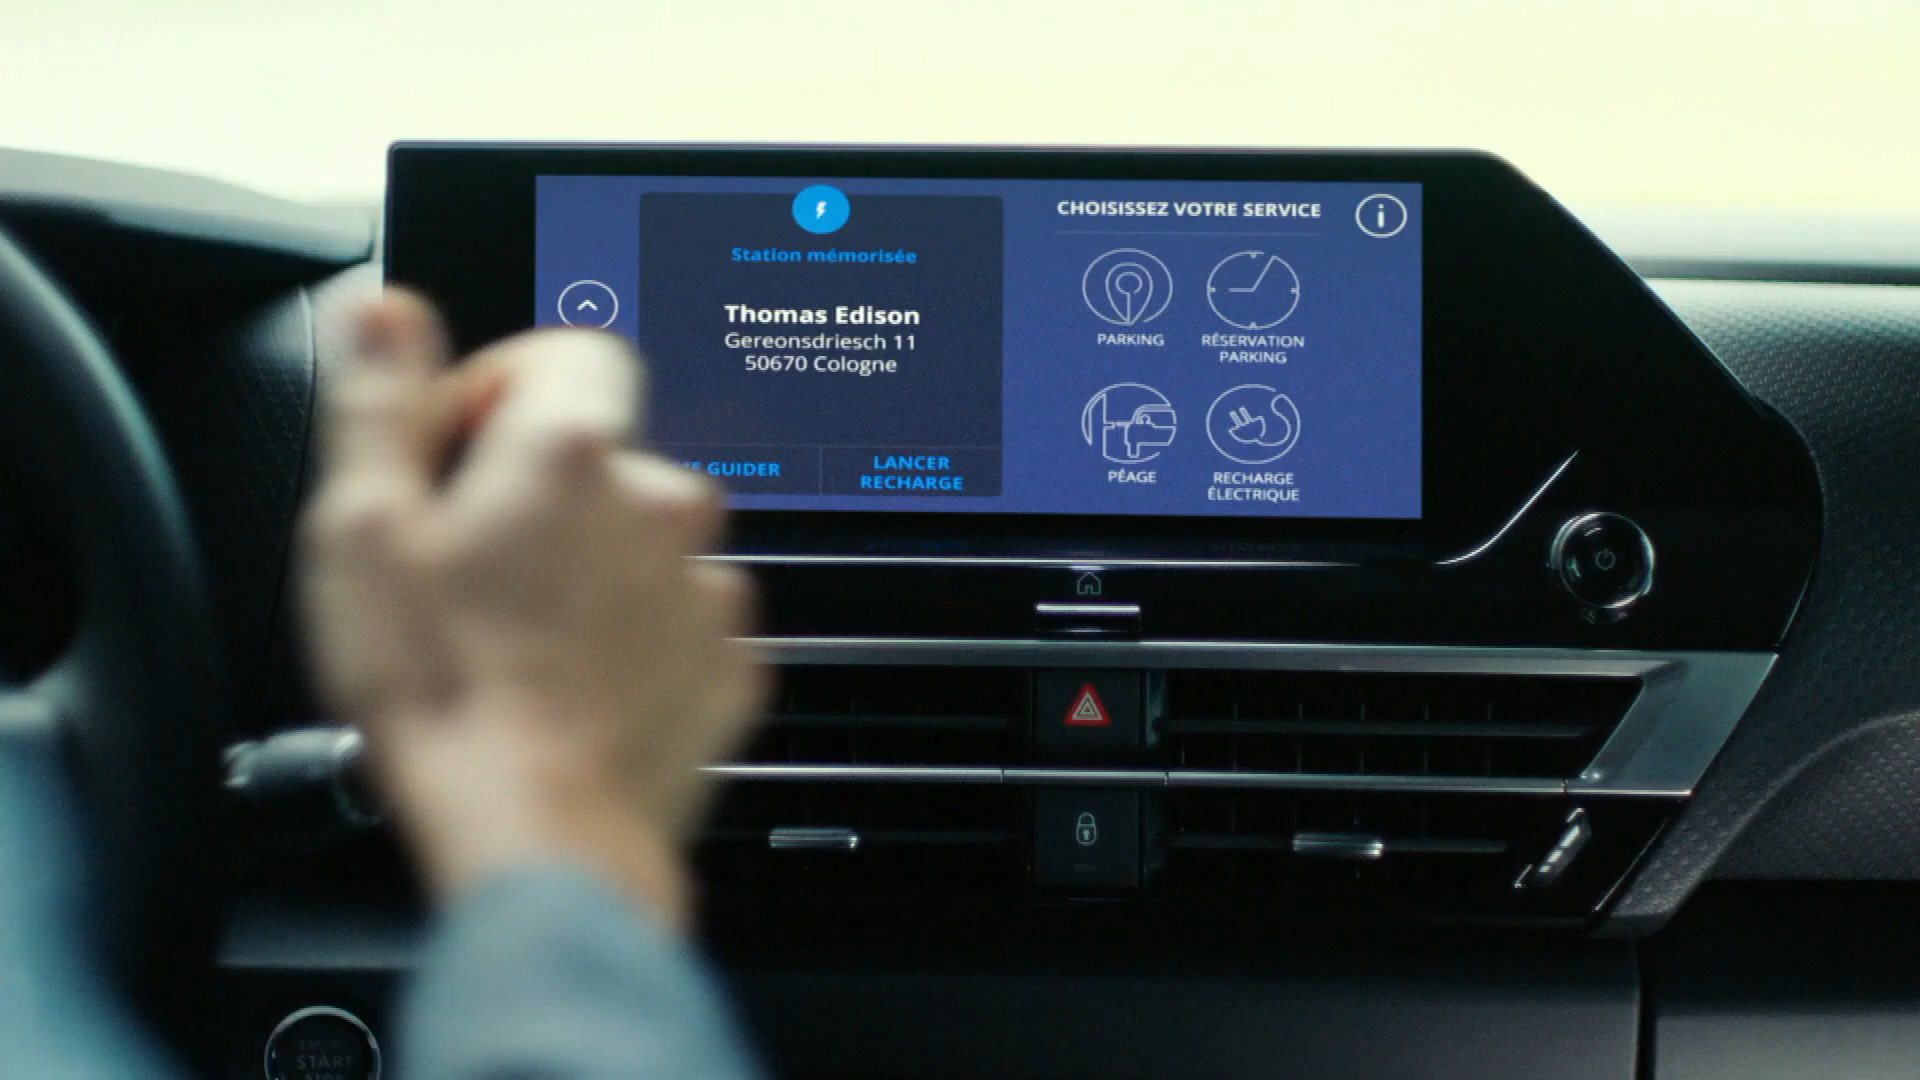 Station mémorisée
Thomas Edison
Gereonsdriesch 11
50670 Cologne
GUIDER
LANCER
RECHARGE
CHOISISSEZ VOTRE SERVICE
i
PARKING
RÉSERVATION
PARKING
PÉAGE
RECHARGE
ÉLECTRIQUE
START